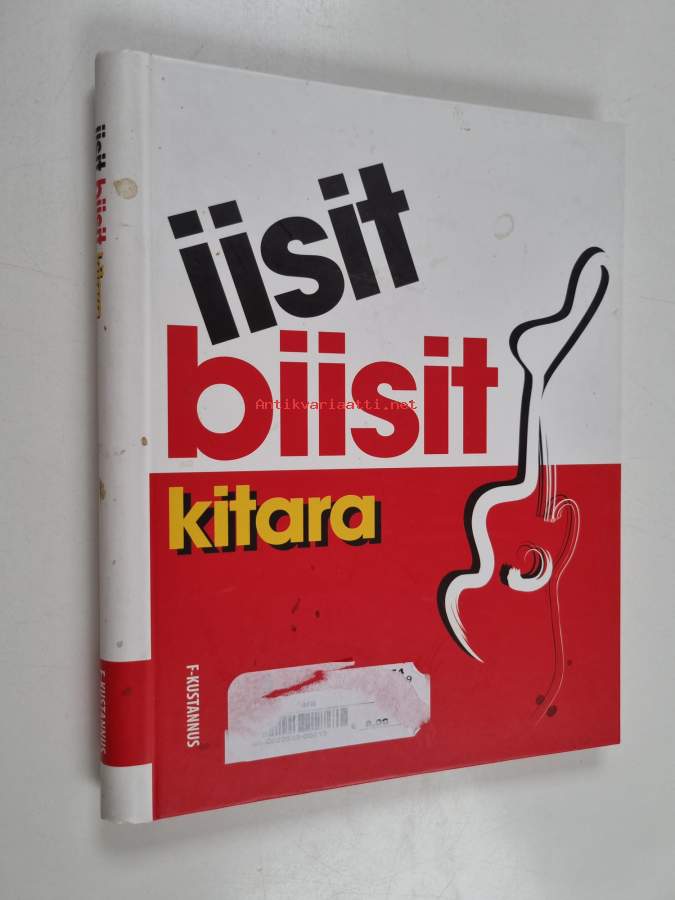 iisit
biisit
Antikvariaatti.net
kitara
F-KUSTANNUS
iisit biisit kitara
F-KUSTANNUS